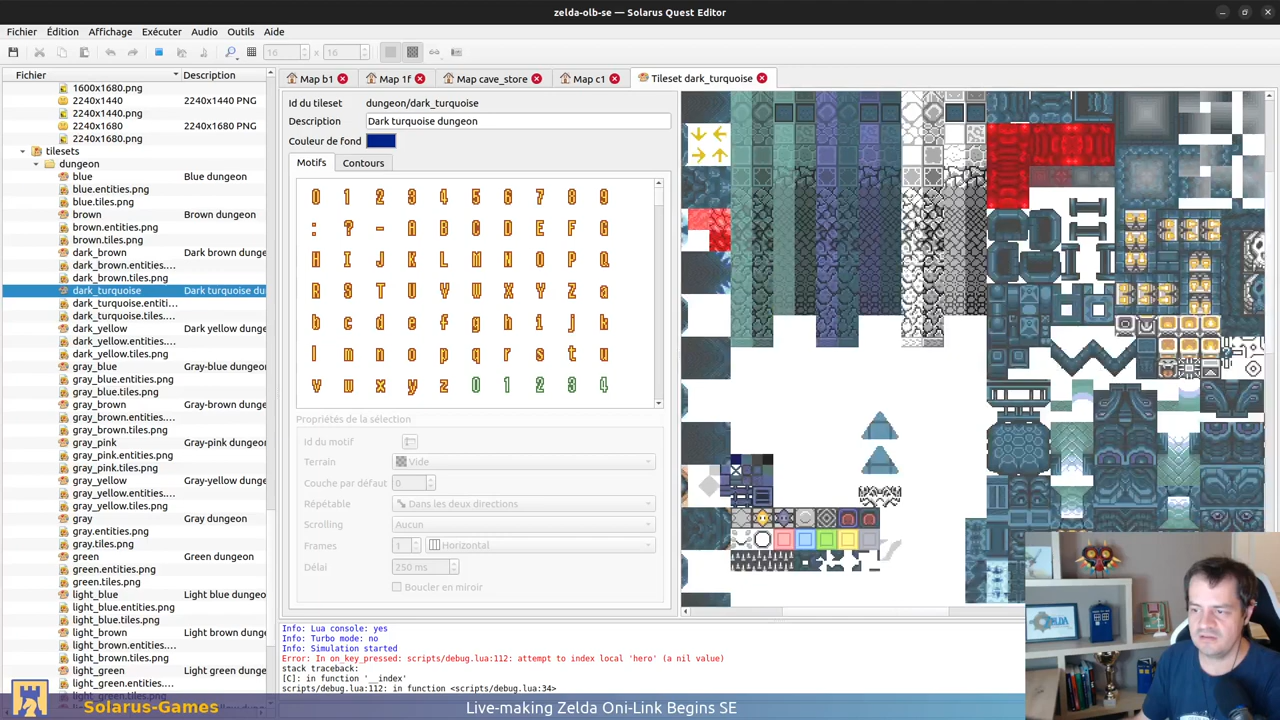 zelda-olb-se — Solarus Quest Editor
Fichier Édition Affichage Exécuter Audio Outils Aide
16 x 16
Fichier Description
Map b1 Map 1f Map cave_store Map c1 Tileset dark_turquoise
1600x1680.png
2240x1440 2240x1440 PNG
2240x1440.png
2240x1680 2240x1680 PNG
2240x1680.png
tilesets
dungeon
blue Blue dungeon
blue.entities.png
blue.tiles.png
brown Brown dungeon
brown.entities.png
brown.tiles.png
dark_brown Dark brown dunge
dark_brown.entities....
dark_brown.tiles.png
dark_turquoise Dark turquoise du
dark_turquoise.entiti...
dark_turquoise.tiles...
dark_yellow Dark yellow dunge
dark_yellow.entities....
dark_yellow.tiles.png
gray_blue Gray-blue dungeon
gray_blue.entities.png
gray_blue.tiles.png
gray_brown Gray-brown dunge
gray_brown.entities....
gray_brown.tiles.png
gray_pink Gray-pink dungeon
gray_pink.entities.png
gray_pink.tiles.png
gray_yellow Gray-yellow dunge
gray_yellow.entities....
gray_yellow.tiles.png
gray Gray dungeon
gray.entities.png
gray.tiles.png
green Green dungeon
green.entities.png
green.tiles.png
light_blue Light blue dungeon
light_blue.entities.png
light_blue.tiles.png
light_brown Light brown dunge
light_brown.entities....
light_brown.tiles.png
light_green Light green dunge
light_green.entities....
Id du tileset dungeon/dark_turquoise
Description Dark turquoise dungeon
Couleur de fond
Motifs Contours
0 1 2 3 4 5 6 7 8 9
: ? - A B C D E F G
H I J K L M N O P Q
R S T U V W X Y Z a
b c d e f g h i j k
l m n o p q r s t u
v w x y z 0 1 2 3 4
Propriétés de la sélection
Id du motif
Terrain Vide
Couche par défaut 0
Répétable Dans les deux directions
Scrolling Aucun
Frames 1 Horizontal
Délai 250 ms
Boucler en miroir
Info: Lua console: yes
Info: Turbo mode: no
Info: Simulation started
Error: In on_key_pressed: scripts/debug.lua:112: attempt to index local 'hero' (a nil value)
stack traceback:
[C]: in function '__index'
scripts/debug.lua:112: in function <scripts/debug.lua:34>
Solarus-Games
Live-making Zelda Oni-Link Begins SE